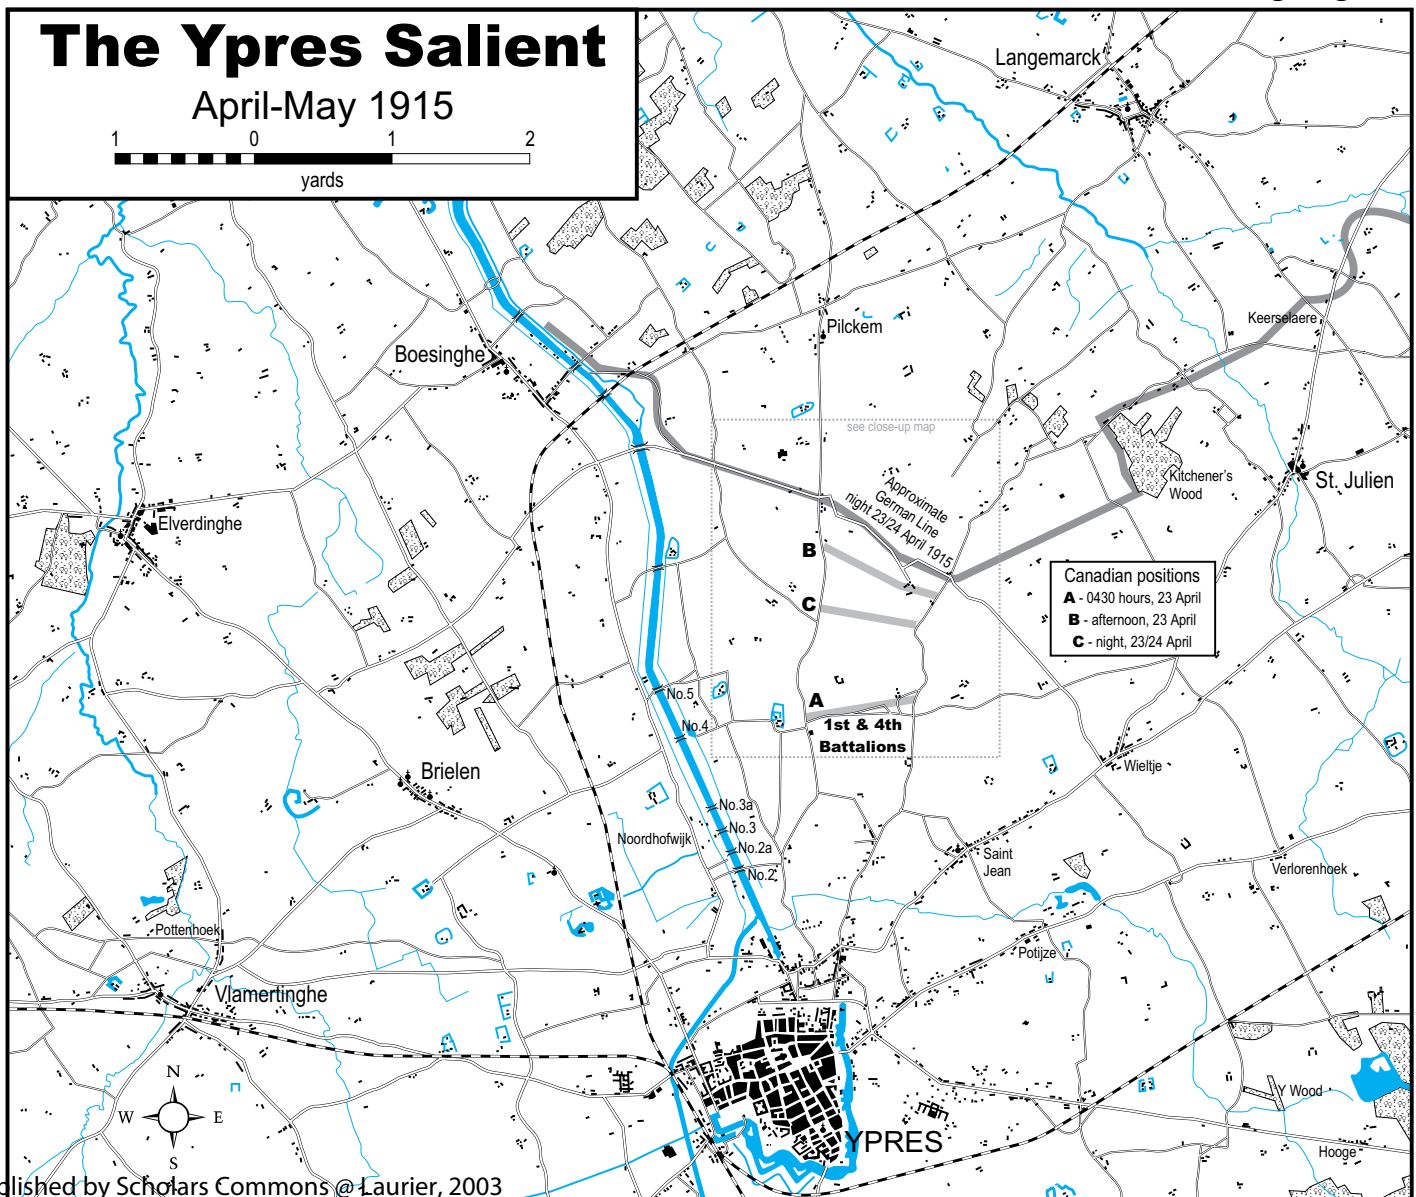 The Ypres Salient
April-May 1915
1 0 1 2
yards
Langemarck
Keerselaere
Pilckem
Boesinghe
see close-up map
Kitchener's
Wood
St. Julien
Approximate
German Line
night 23/24 April 1915
Elverdinghe
B
C
Canadian positions
A - 0430 hours, 23 April
B - afternoon, 23 April
C - night, 23/24 April
No.5
A
No.4
1st & 4th
Battalions
Wieltje
Brielen
No.3a
No.3
Noordhofwijk
No.2a
No.2
Saint
Jean
Verlorenhoek
Pottenhoek
Potijze
Vlamertinghe
N
W E
S
Y Wood
YPRES
Hooge
blished by Scholars Commons @ Laurier, 2003